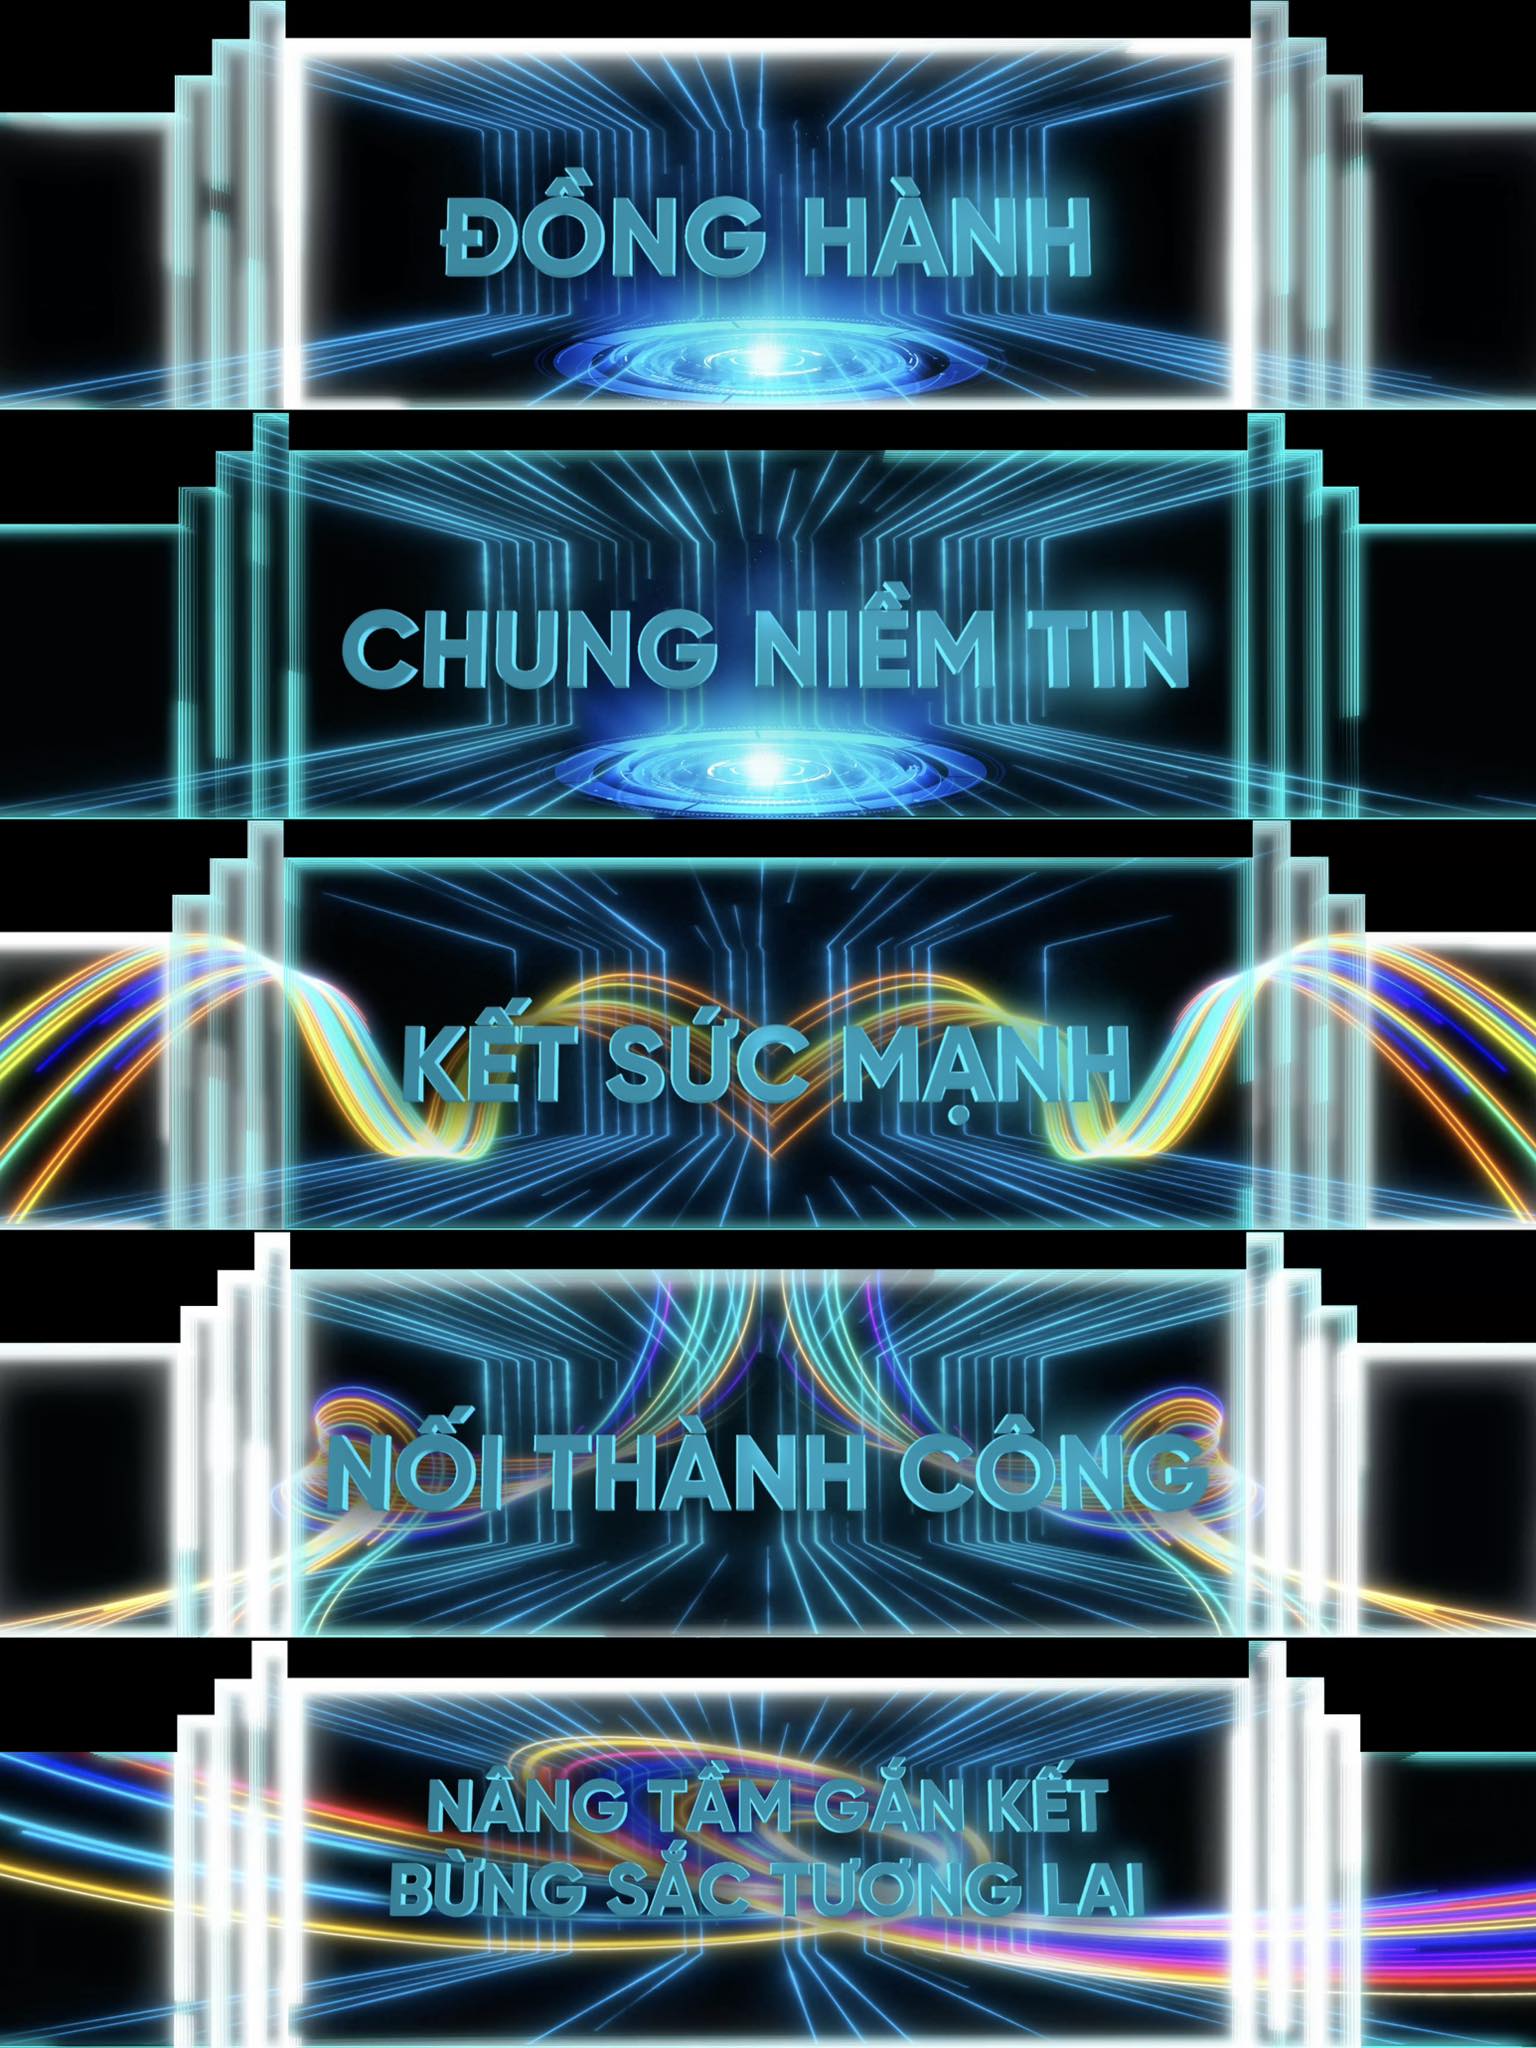 ĐỒNG HÀNH
CHUNG NIỀM TIN
KẾT SỨC MẠNH
NỐI THÀNH CÔNG
NÂNG TẦM GẮN KẾT
BỪNG SẮC TƯƠNG LAI